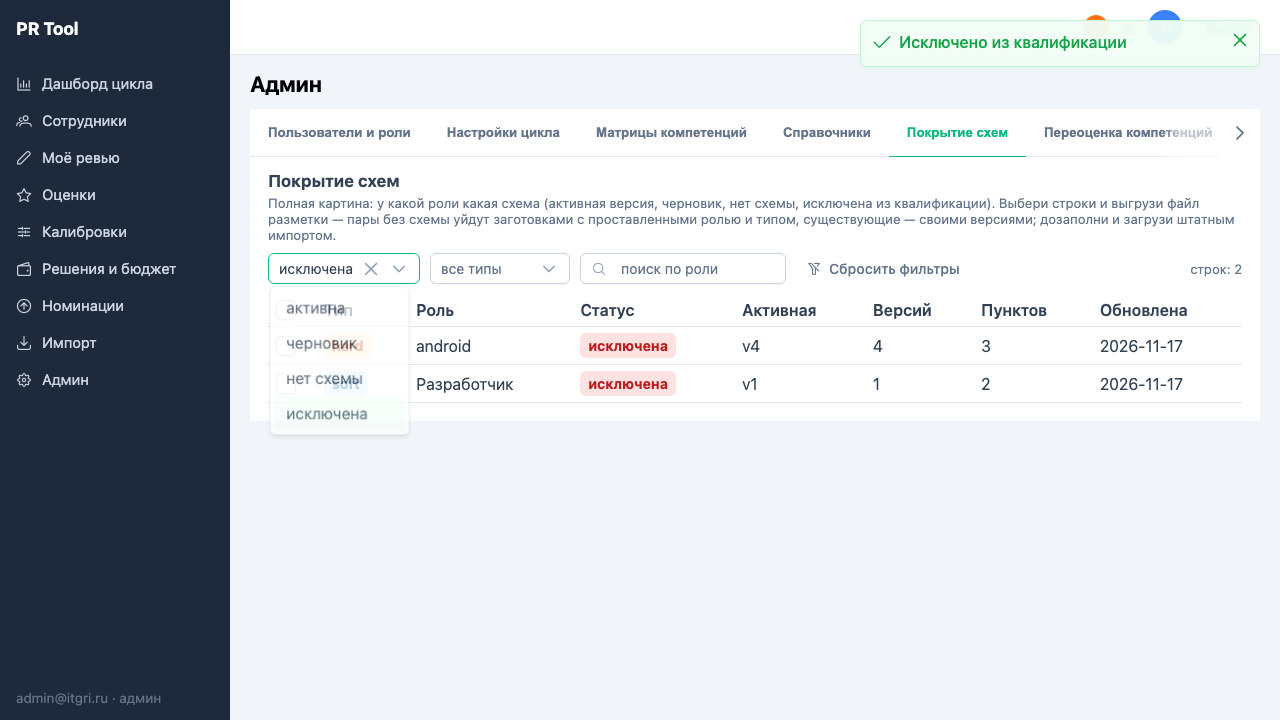 PR Tool
Дашборд цикла
Сотрудники
Моё ревью
Оценки
Калибровки
Решения и бюджет
Номинации
Импорт
Админ
admin@itgri.ru · админ
Исключено из квалификации
Админ
Пользователи и роли
Настройки цикла
Матрицы компетенций
Справочники
Покрытие схем
Переоценка компетенций
Покрытие схем
Полная картина: у какой роли какая схема (активная версия, черновик, нет схемы, исключена из квалификации). Выбери строки и выгрузи файл
разметки — пары без схемы уйдут заготовками с проставленными ролью и типом, существующие — своими версиями; дозаполни и загрузи штатным
импортом.
исключена
все типы
поиск по роли
Сбросить фильтры
строк: 2
активна
черновик
нет схемы
исключена
Тип Роль Статус Активная Версий Пунктов Обновлена
hard android исключена v4 4 3 2026-11-17
soft Разработчик исключена v1 1 2 2026-11-17